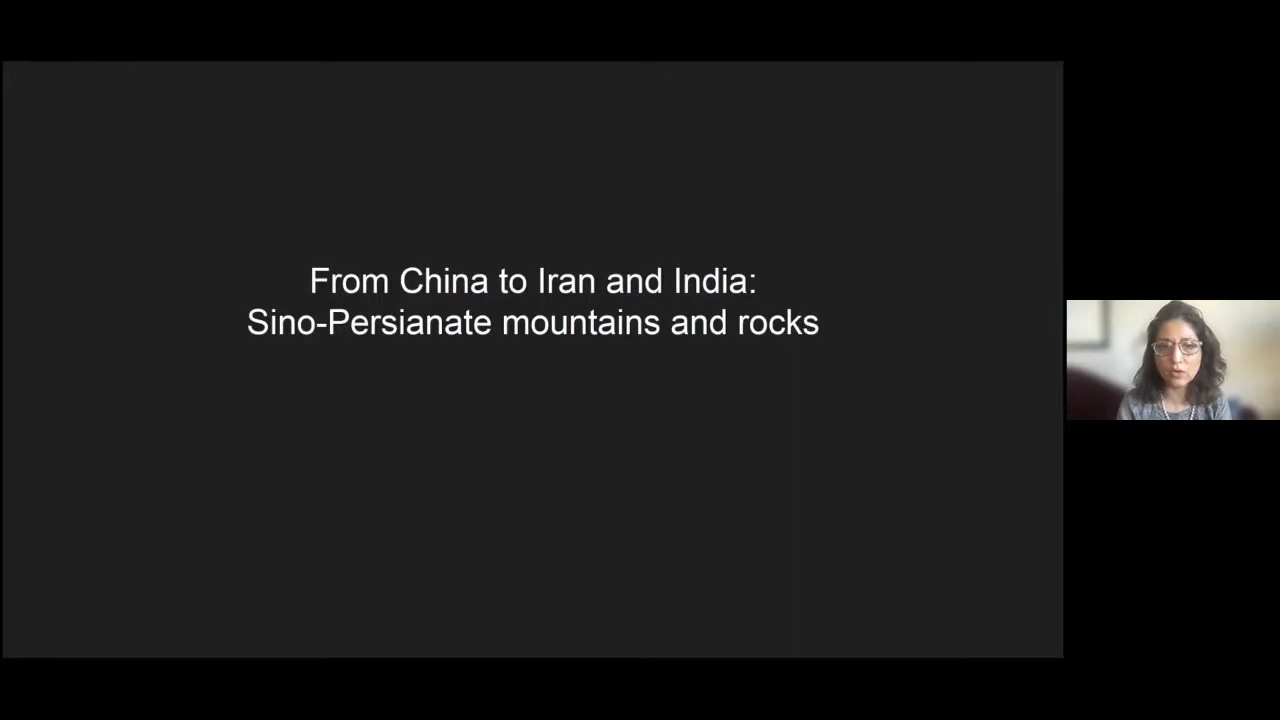 From China to Iran and India:
Sino-Persianate mountains and rocks